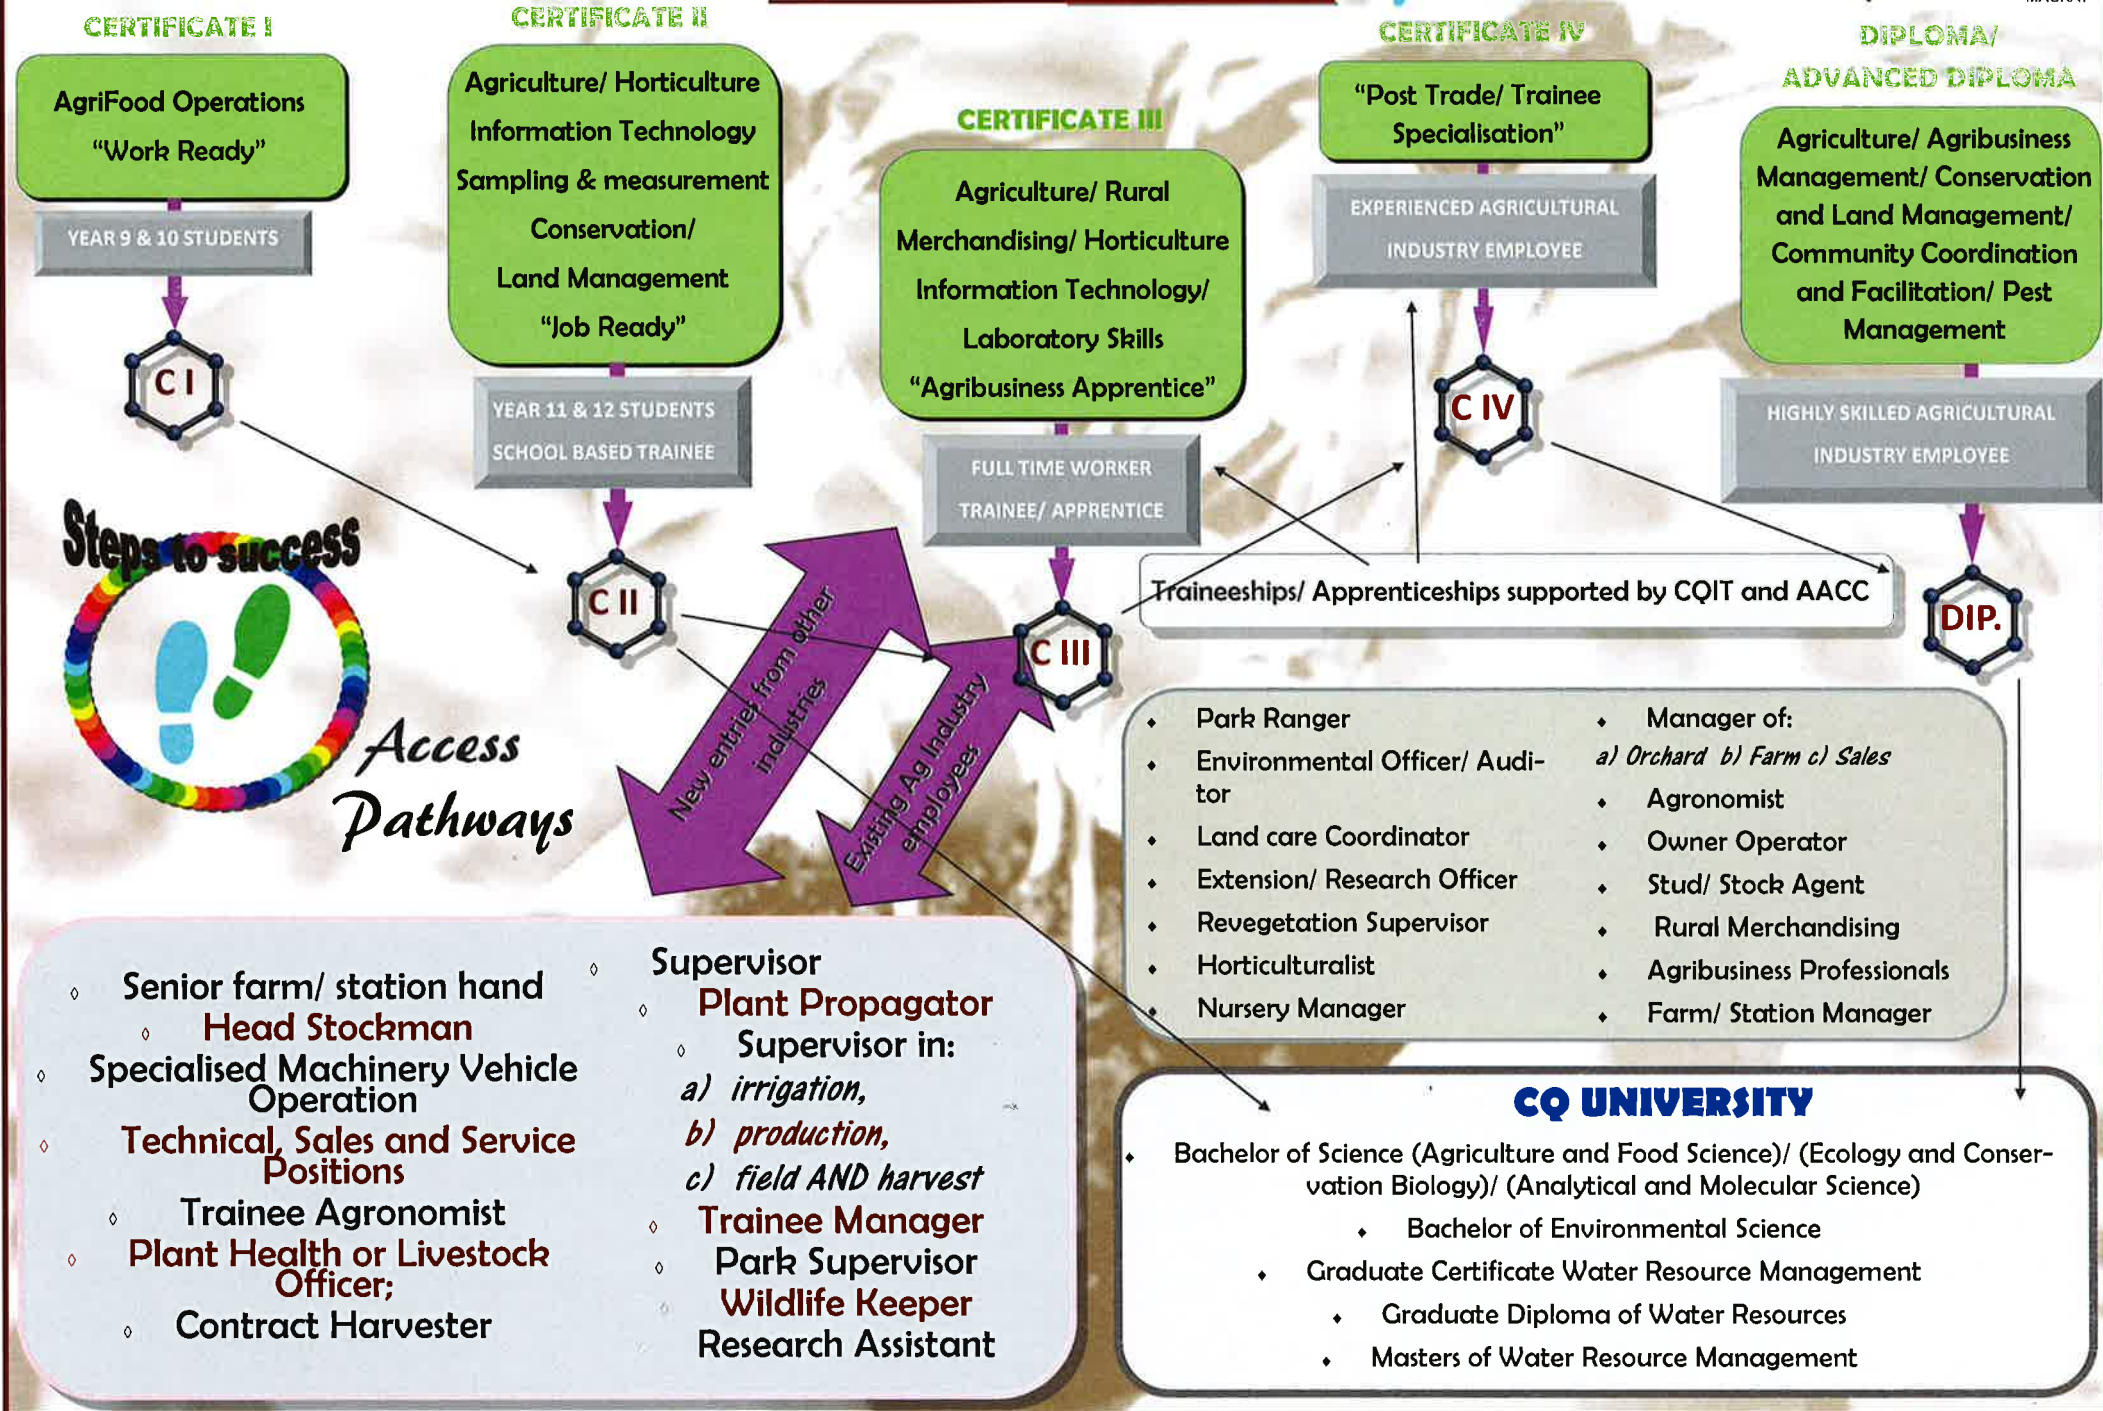 CERTIFICATE I
AgriFood Operations
“Work Ready”
YEAR 9 & 10 STUDENTS
C I
CERTIFICATE II
Agriculture/ Horticulture
Information Technology
Sampling & measurement
Conservation/
Land Management
“Job Ready”
YEAR 11 & 12 STUDENTS
SCHOOL BASED TRAINEE
C II
CERTIFICATE III
Agriculture/ Rural
Merchandising/ Horticulture
Information Technology/
Laboratory Skills
“Agribusiness Apprentice”
FULL TIME WORKER
TRAINEE/ APPRENTICE
C III
CERTIFICATE IV
“Post Trade/ Trainee
Specialisation”
EXPERIENCED AGRICULTURAL
INDUSTRY EMPLOYEE
C IV
DIPLOMA/
ADVANCED DIPLOMA
Agriculture/ Agribusiness
Management/ Conservation
and Land Management/
Community Coordination
and Facilitation/ Pest
Management
HIGHLY SKILLED AGRICULTURAL
INDUSTRY EMPLOYEE
DIP.
Traineeships/ Apprenticeships supported by CQIT and AACC
Steps to success
Access
Pathways
New entries from other
industries
Existing Ag Industry
employees
Senior farm/ station hand
Head Stockman
Specialised Machinery Vehicle
Operation
Technical, Sales and Service
Positions
Trainee Agronomist
Plant Health or Livestock
Officer;
Contract Harvester
Supervisor
Plant Propagator
Supervisor in:
a) irrigation,
b) production,
c) field AND harvest
Trainee Manager
Park Supervisor
Wildlife Keeper
Research Assistant
Park Ranger
Environmental Officer/ Audi-
tor
Land care Coordinator
Extension/ Research Officer
Revegetation Supervisor
Horticulturalist
Nursery Manager
Manager of:
a) Orchard b) Farm c) Sales
Agronomist
Owner Operator
Stud/ Stock Agent
Rural Merchandising
Agribusiness Professionals
Farm/ Station Manager
CQ UNIVERSITY
Bachelor of Science (Agriculture and Food Science)/ (Ecology and Conser-
vation Biology)/ (Analytical and Molecular Science)
Bachelor of Environmental Science
Graduate Certificate Water Resource Management
Graduate Diploma of Water Resources
Masters of Water Resource Management